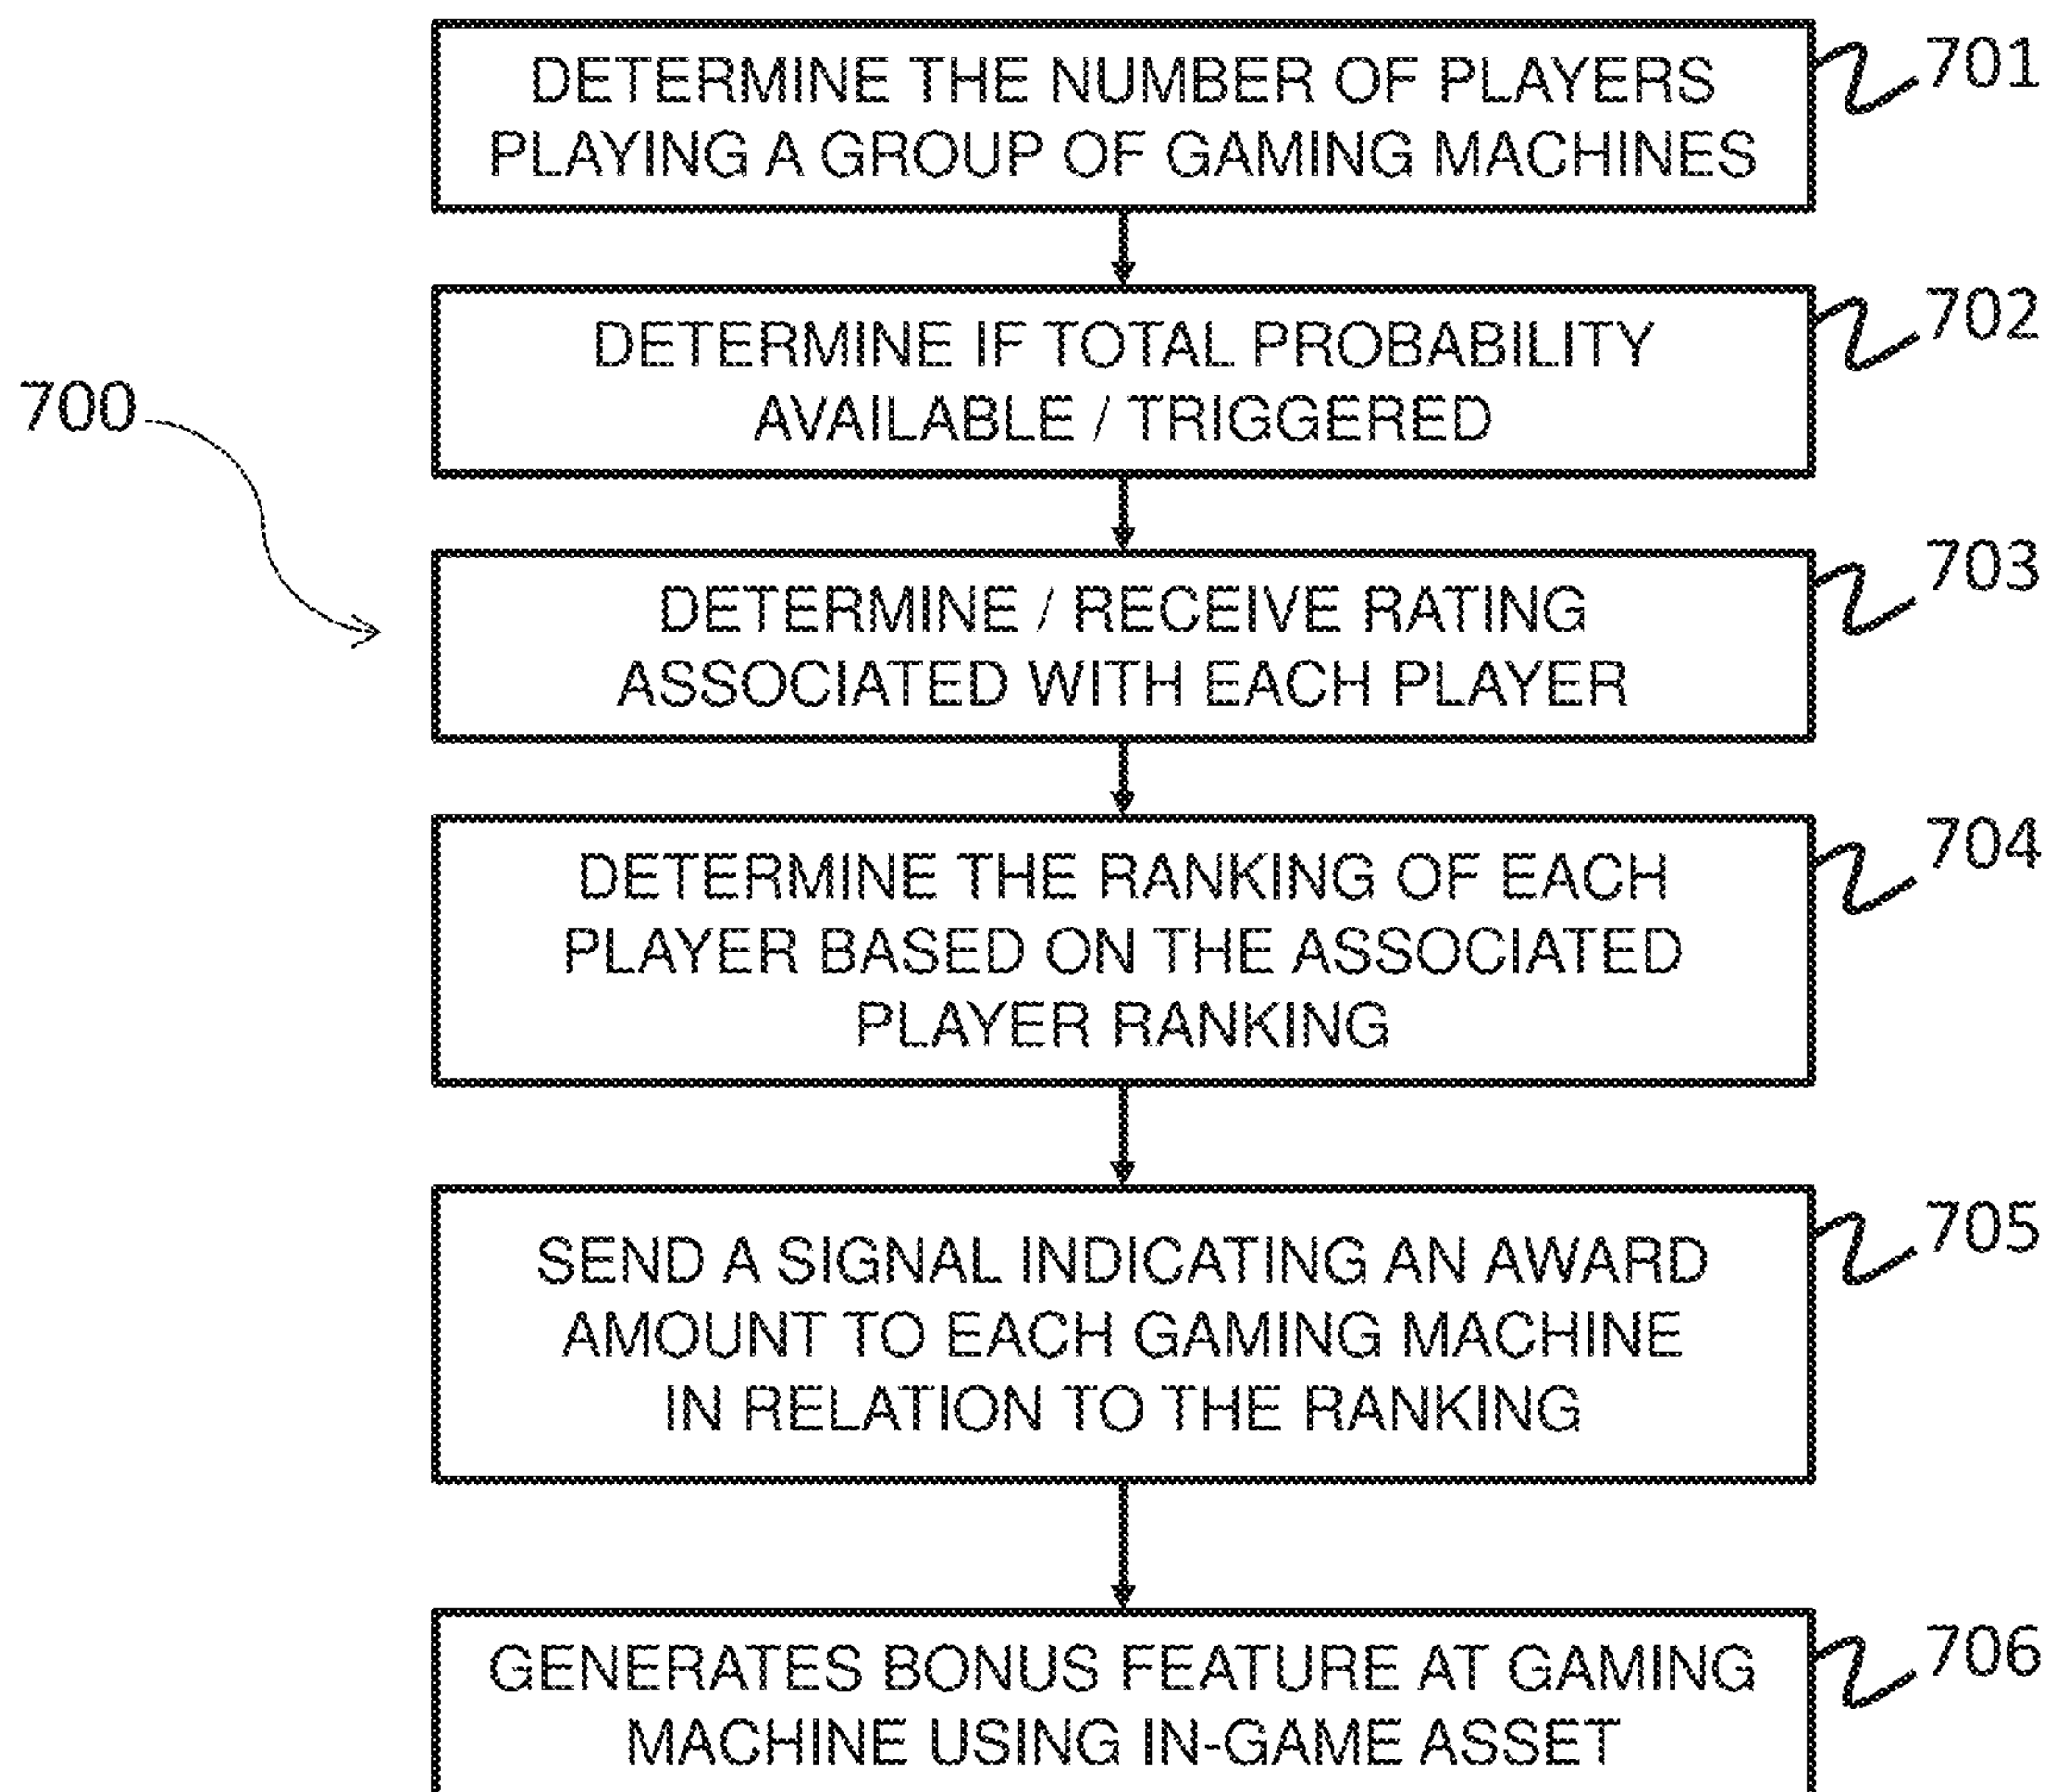 DETERMINE THE NUMBER OF PLAYERS
PLAYING A GROUP OF GAMING MACHINES
701
DETERMINE IF TOTAL PROBABILITY
AVAILABLE / TRIGGERED
702
700
DETERMINE / RECEIVE RATING
ASSOCIATED WITH EACH PLAYER
703
DETERMINE THE RANKING OF EACH
PLAYER BASED ON THE ASSOCIATED
PLAYER RANKING
704
SEND A SIGNAL INDICATING AN AWARD
AMOUNT TO EACH GAMING MACHINE
IN RELATION TO THE RANKING
705
GENERATES BONUS FEATURE AT GAMING
MACHINE USING IN-GAME ASSET
706